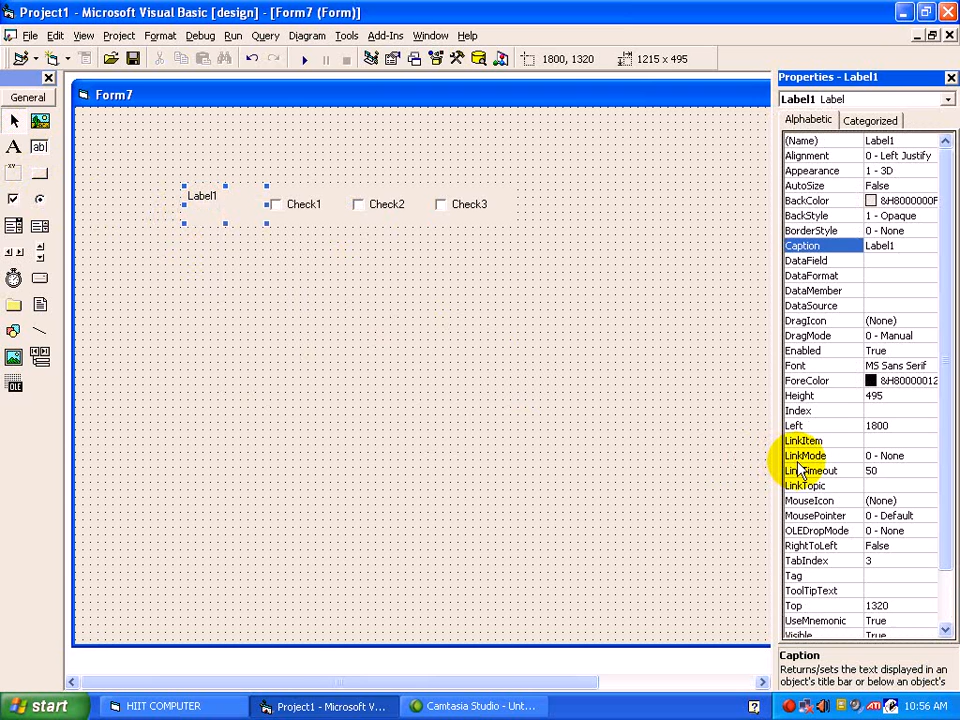 Project1 - Microsoft Visual Basic [design] - [Form7 (Form)]
File Edit View Project Format Debug Run Query Diagram Tools Add-Ins Window Help
1800, 1320 1215 x 495
General
A ab|
xy
OLE
Form7
Label1 Check1 Check2 Check3
Properties - Label1
Label1 Label
Alphabetic Categorized
(Name) Label1
Alignment 0 - Left Justify
Appearance 1 - 3D
AutoSize False
BackColor &H8000000F
BackStyle 1 - Opaque
BorderStyle 0 - None
Caption Label1
DataField
DataFormat
DataMember
DataSource
DragIcon (None)
DragMode 0 - Manual
Enabled True
Font MS Sans Serif
ForeColor &H80000012
Height 495
Index
Left 1800
LinkItem
LinkMode 0 - None
LinkTimeout 50
LinkTopic
MouseIcon (None)
MousePointer 0 - Default
OLEDropMode 0 - None
RightToLeft False
TabIndex 3
Tag
ToolTipText
Top 1320
UseMnemonic True
Visible True
Caption
Returns/sets the text displayed in an
object's title bar or below an object's
start HIIT COMPUTER Project1 - Microsoft V... Camtasia Studio - Unt... ? ATI 10:56 AM